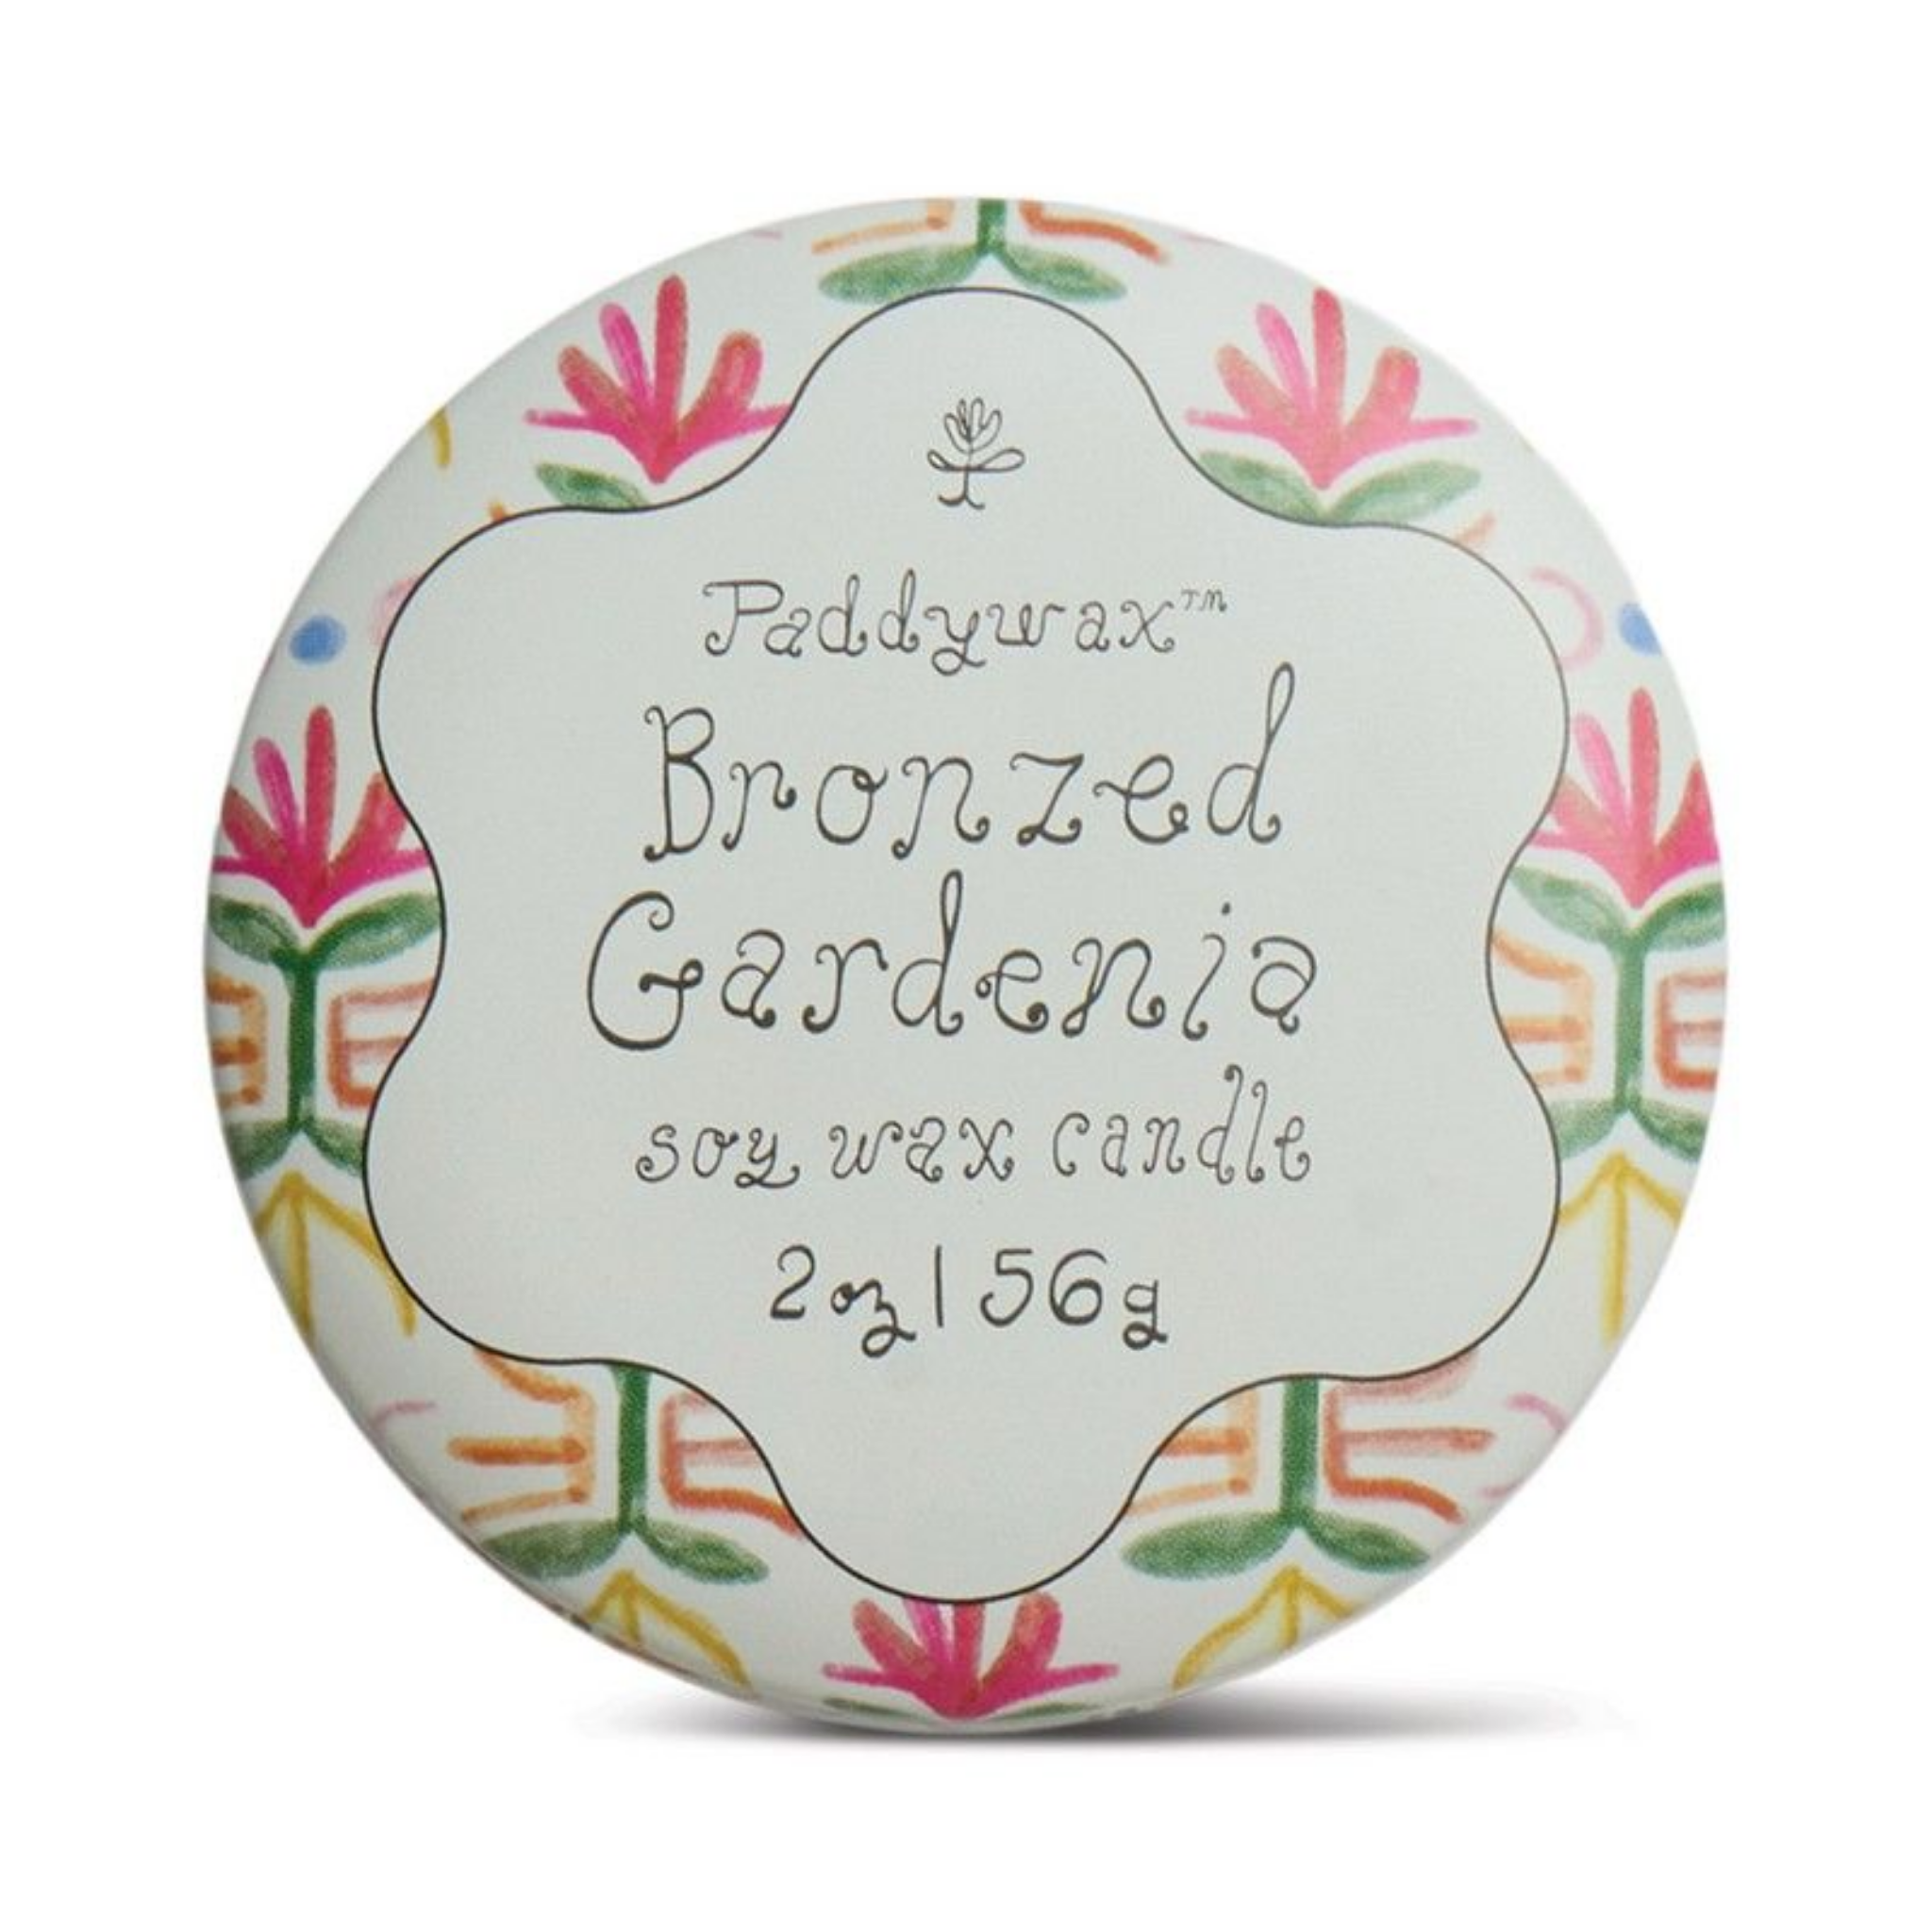 Paddywax™
Bronzed
Gardenia
soy wax candle
2oz | 56g